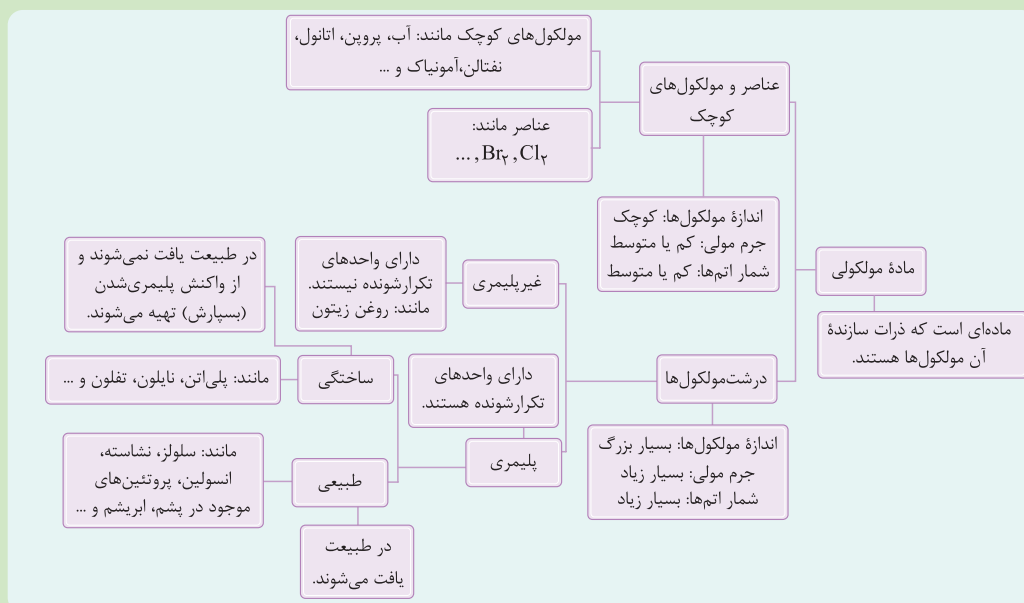 مادهٔ مولکولی
ماده‌ای است که ذرات سازندهٔ
آن مولکول‌ها هستند.
عناصر و مولکول‌های
کوچک
مولکول‌های کوچک مانند: آب، پروپن، اتانول،
نفتالن،آمونیاک و ...
عناصر مانند:
... , Br₂ , Cl₂
اندازهٔ مولکول‌ها: کوچک
جرم مولی: کم یا متوسط
شمار اتم‌ها: کم یا متوسط
درشت‌مولکول‌ها
اندازهٔ مولکول‌ها: بسیار بزرگ
جرم مولی: بسیار زیاد
شمار اتم‌ها: بسیار زیاد
غیرپلیمری
دارای واحدهای
تکرارشونده نیستند.
مانند: روغن زیتون
پلیمری
دارای واحدهای
تکرارشونده هستند.
ساختگی
در طبیعت یافت نمی‌شوند و
از واکنش پلیمری‌شدن
(بسپارش) تهیه می‌شوند.
مانند: پلی‌اتن، نایلون، تفلون و ...
طبیعی
مانند: سلولز، نشاسته،
انسولین، پروتئین‌های
موجود در پشم، ابریشم و ...
در طبیعت
یافت می‌شوند.